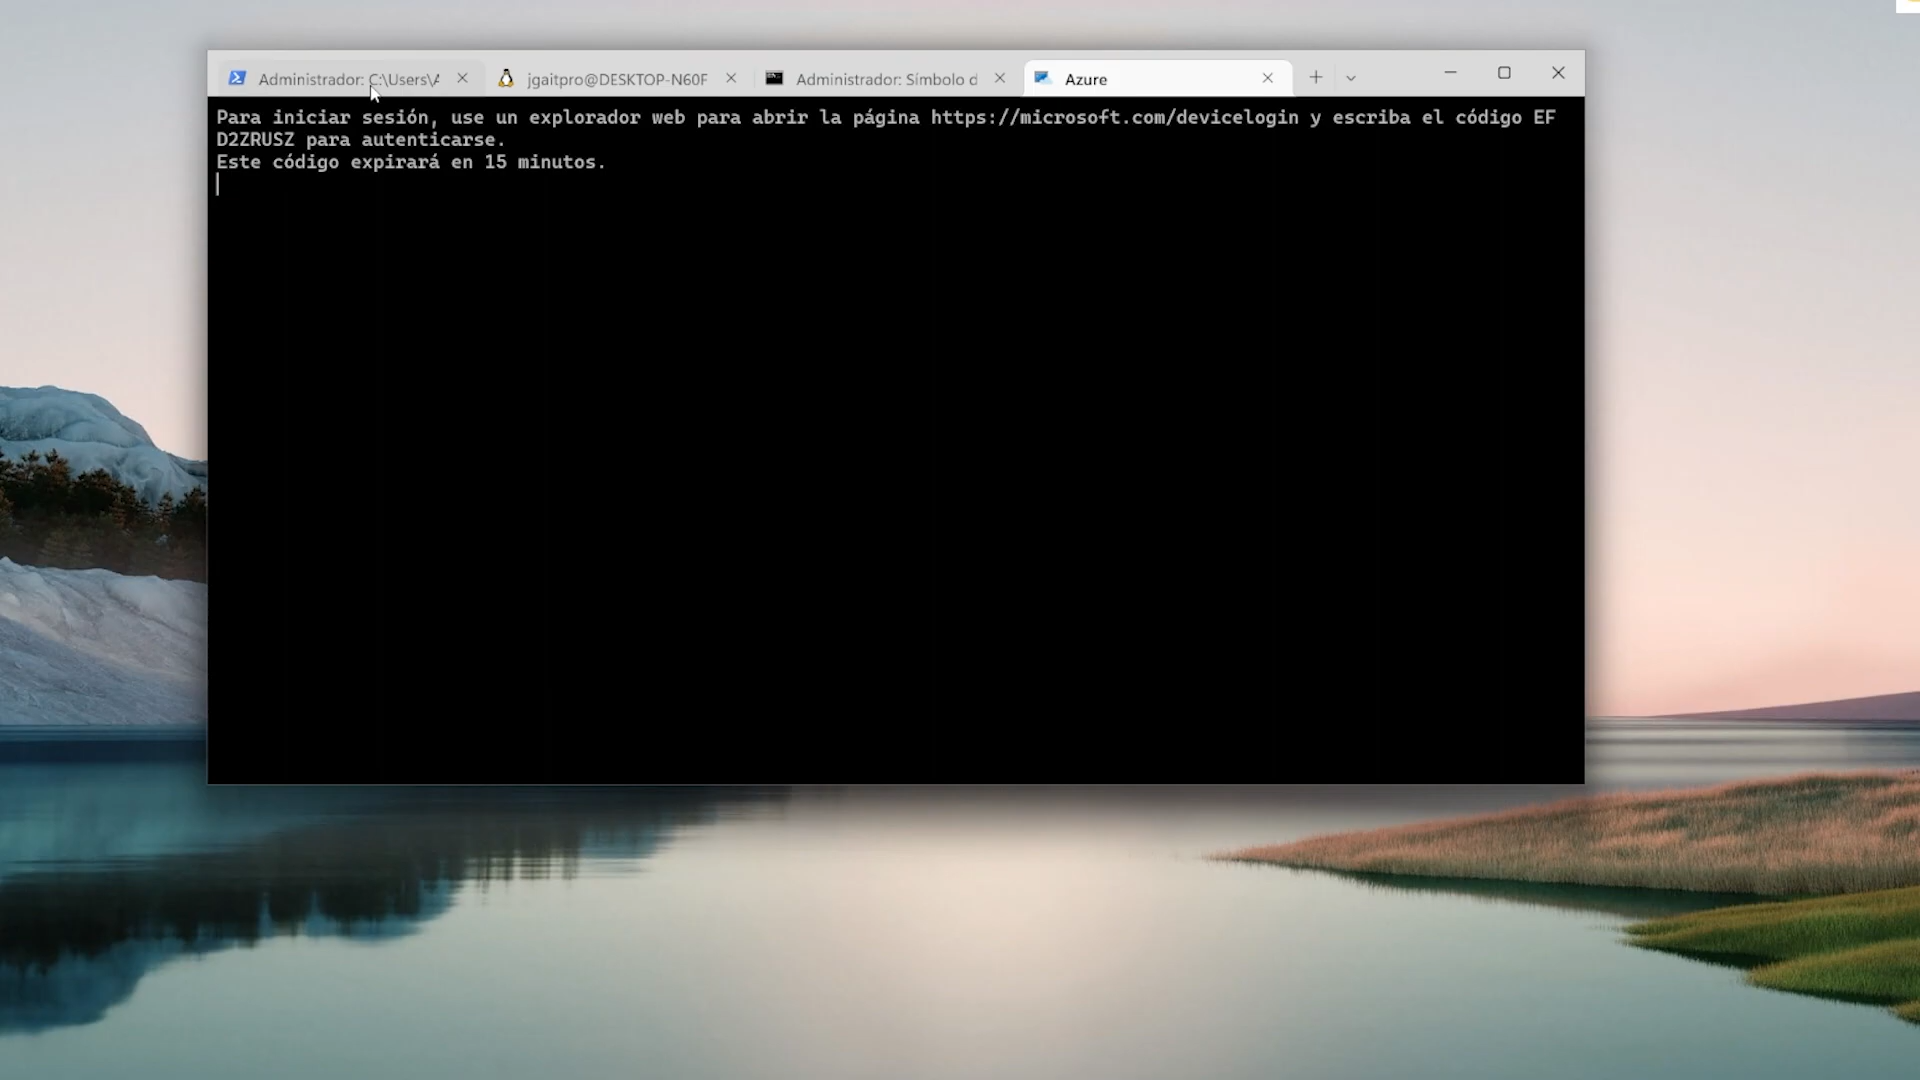 Administrador: C:\Users\A
jgaitpro@DESKTOP-N60F
Administrador: Símbolo d
Azure
Para iniciar sesión, use un explorador web para abrir la página https://microsoft.com/devicelogin y escriba el código EF
D2ZRUSZ para autenticarse.
Este código expirará en 15 minutos.